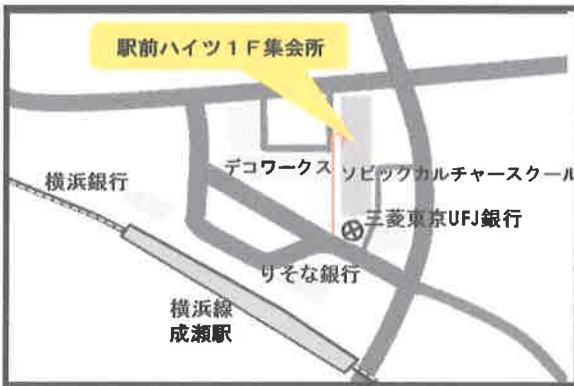 駅前ハイツ1F集会所
デコワークス
ソピックカルチャースクール
横浜銀行
三菱東京UFJ銀行
りそな銀行
横浜線
成瀬駅